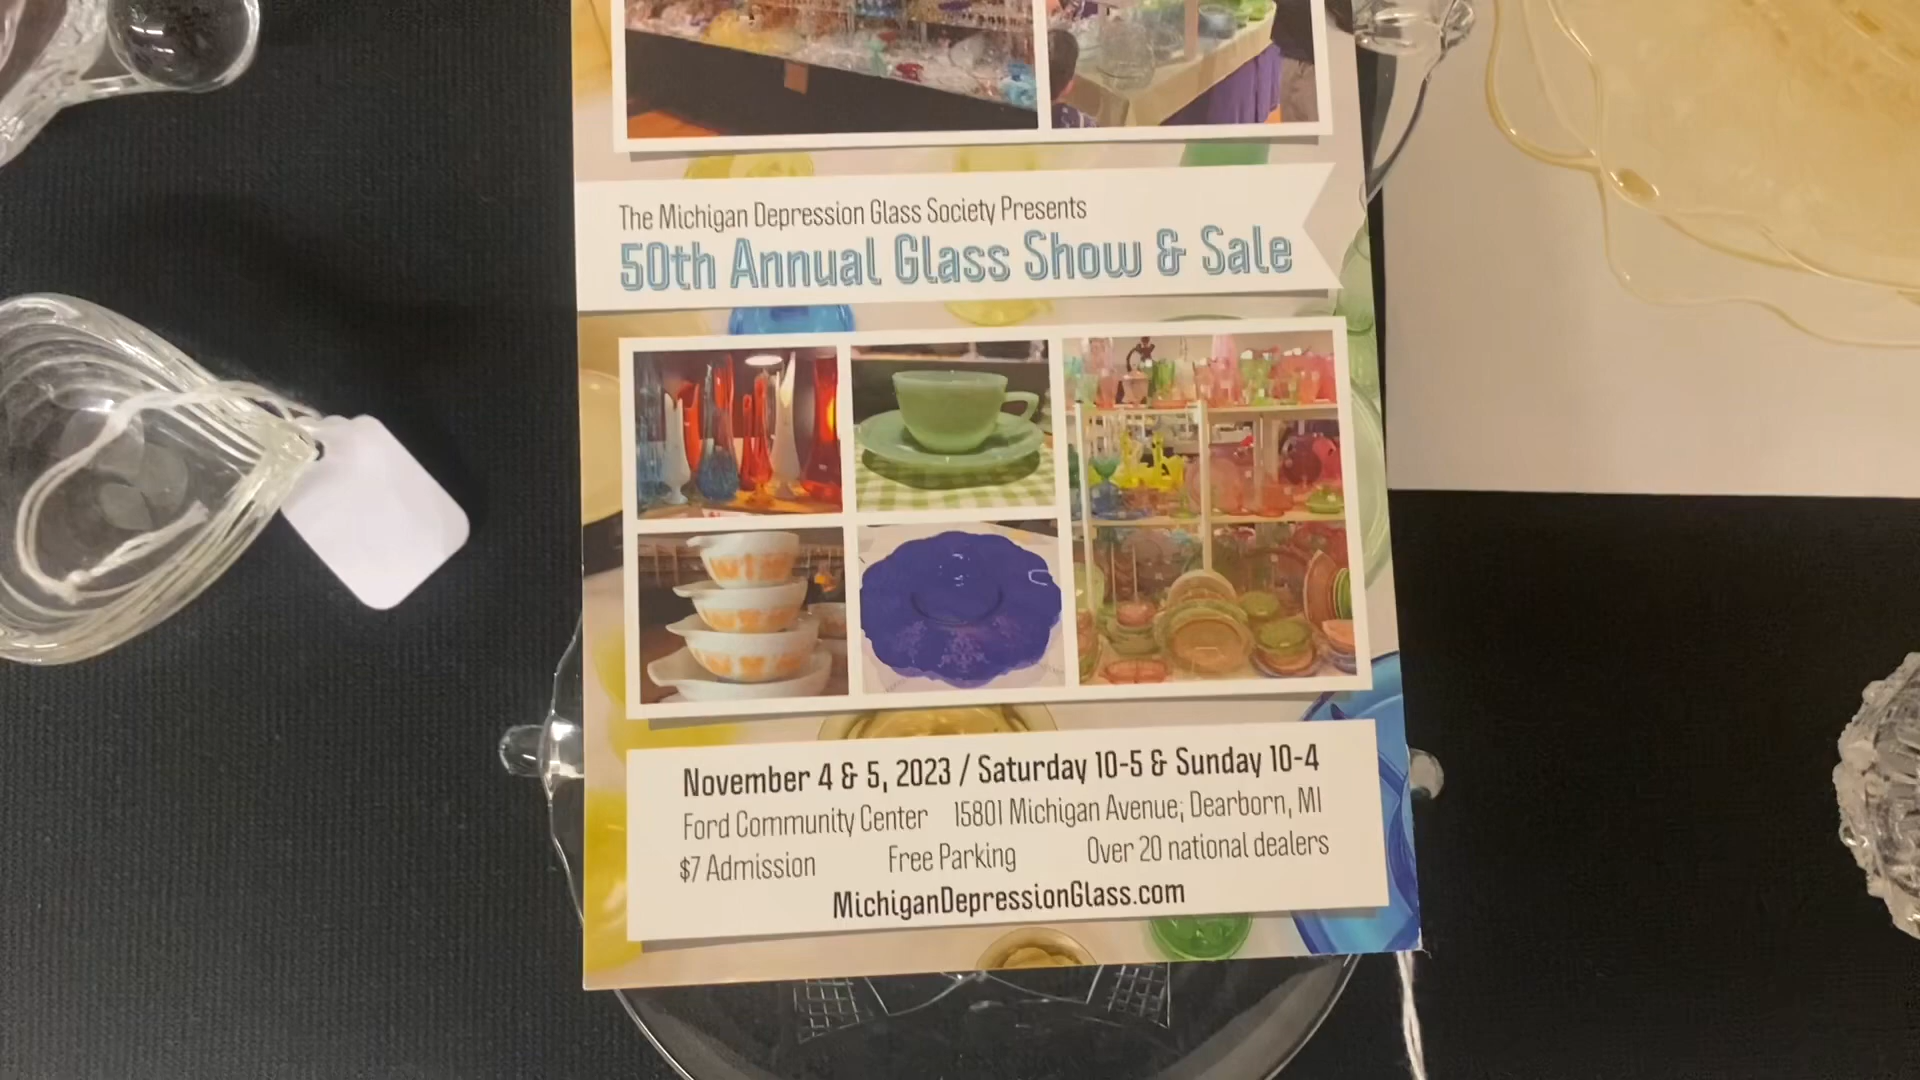 The Michigan Depression Glass Society Presents
50th Annual Glass Show & Sale
November 4 & 5, 2023 / Saturday 10-5 & Sunday 10-4
Ford Community Center 15801 Michigan Avenue; Dearborn, MI
$7 Admission Free Parking Over 20 national dealers
MichiganDepressionGlass.com